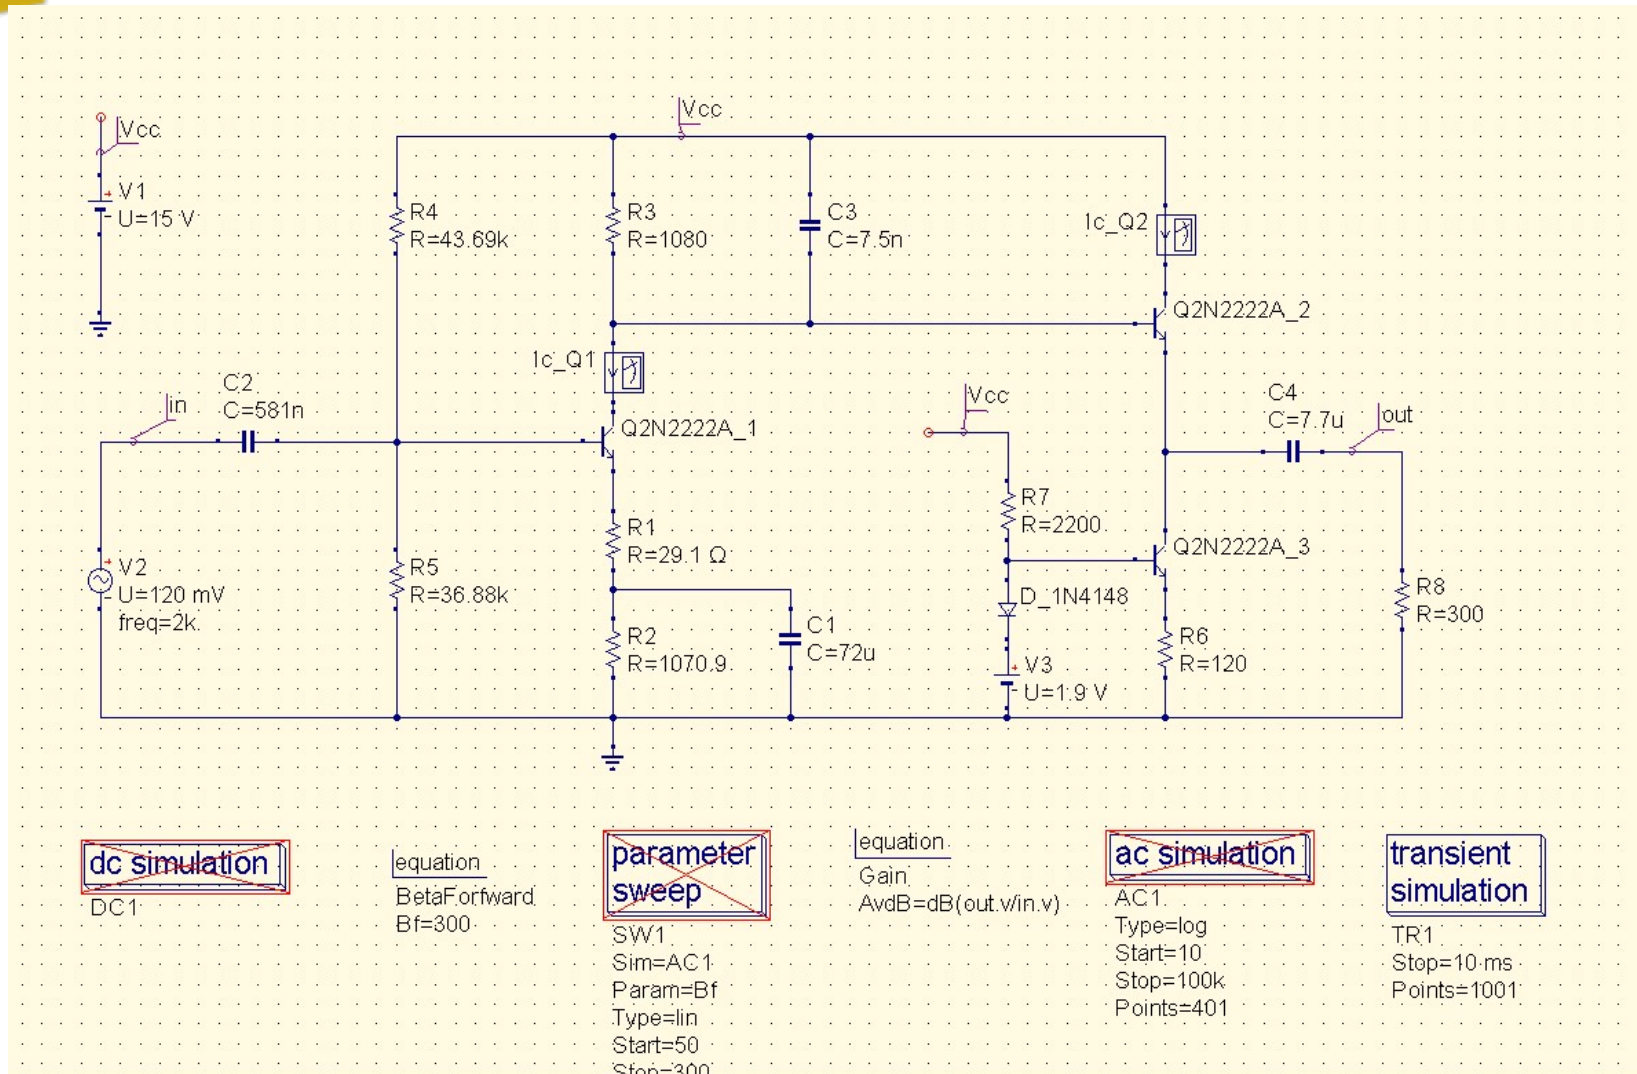 Vcc
V1
U=15 V
R4
R=43.69k
Vcc
R3
R=1080
C3
C=7.5n
Ic_Q2
Q2N2222A_2
Ic_Q1
in
C2
C=581n
Q2N2222A_1
Vcc
C4
C=7.7u
out
R7
R=2200
R1
R=29.1 Ω
Q2N2222A_3
V2
U=120 mV
freq=2k
R5
R=36.88k
D_1N4148
R8
R=300
R2
R=1070.9
C1
C=72u
V3
U=1.9 V
R6
R=120
dc simulation
DC1
equation
BetaForfward
Bf=300
parameter
sweep
SW1
Sim=AC1
Param=Bf
Type=lin
Start=50
Stop=300
equation
Gain
AvdB=dB(out.v/in.v)
ac simulation
AC1
Type=log
Start=10
Stop=100k
Points=401
transient
simulation
TR1
Stop=10 ms
Points=1001